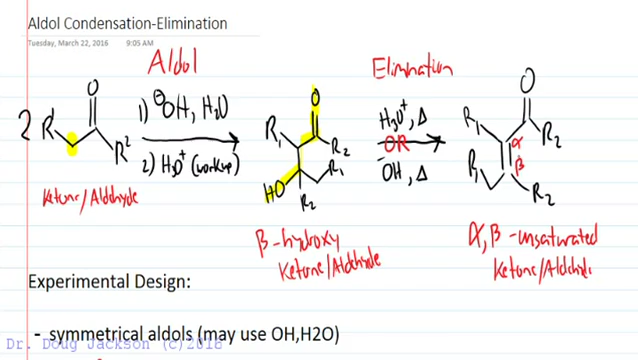 Aldol Condensation-Elimination
Tuesday, March 22, 2016 9:05 AM
Aldol
Elimination
2 R¹ O R²
1) ⊖OH, H₂O
2) H₃O⁺ (workup)
Ketone/Aldehyde
O R₁ R₂ HO R₁ R₂
H₃O⁺, Δ
OR
⁻OH, Δ
O R₁ R₂ α β R₁ R₂
β-hydroxy
Ketone/Aldehyde
α,β-unsaturated
Ketone/Aldehyde
Experimental Design:
- symmetrical aldols (may use OH,H2O)
Dr. Doug Jackson (c)2016